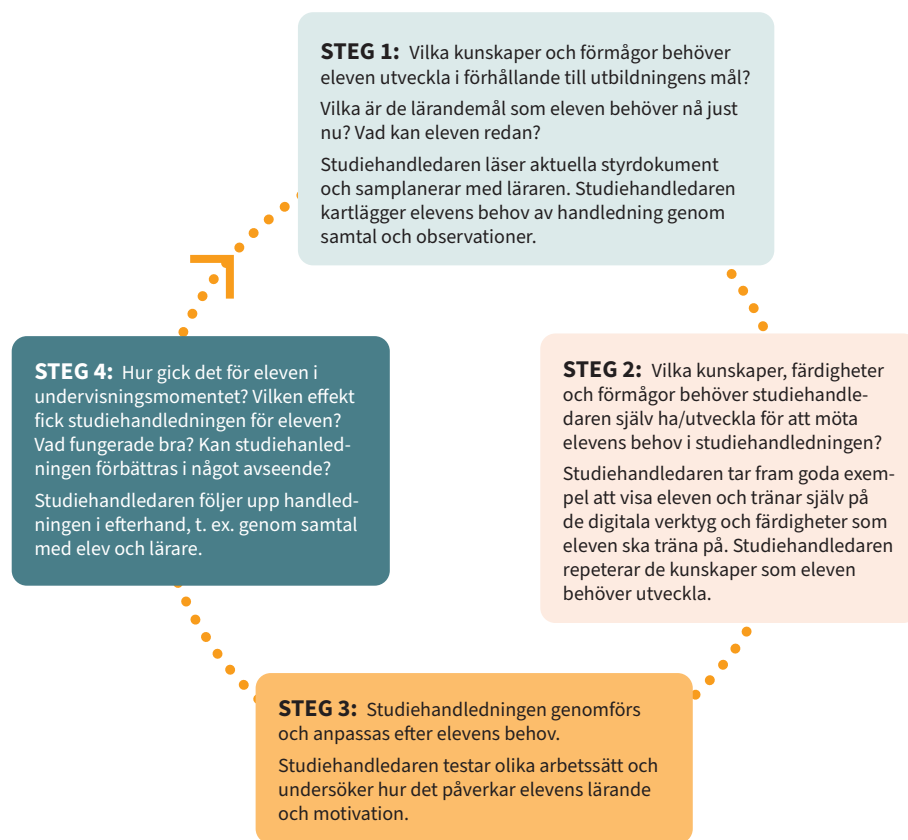 STEG 1: Vilka kunskaper och förmågor behöver
eleven utveckla i förhållande till utbildningens mål?
Vilka är de lärandemål som eleven behöver nå just
nu? Vad kan eleven redan?
Studiehandledaren läser aktuella styrdokument
och samplanerar med läraren. Studiehandledaren
kartlägger elevens behov av handledning genom
samtal och observationer.
STEG 2: Vilka kunskaper, färdigheter
och förmågor behöver studiehandle-
daren själv ha/utveckla för att möta
elevens behov i studiehandledningen?
Studiehandledaren tar fram goda exem-
pel att visa eleven och tränar själv på
de digitala verktyg och färdigheter som
eleven ska träna på. Studiehandledaren
repeterar de kunskaper som eleven
behöver utveckla.
STEG 3: Studiehandledningen genomförs
och anpassas efter elevens behov.
Studiehandledaren testar olika arbetssätt och
undersöker hur det påverkar elevens lärande
och motivation.
STEG 4: Hur gick det för eleven i
undervisningsmomentet? Vilken effekt
fick studiehandledningen för eleven?
Vad fungerade bra? Kan studiehanled-
ningen förbättras i något avseende?
Studiehandledaren följer upp handled-
ningen i efterhand, t. ex. genom samtal
med elev och lärare.